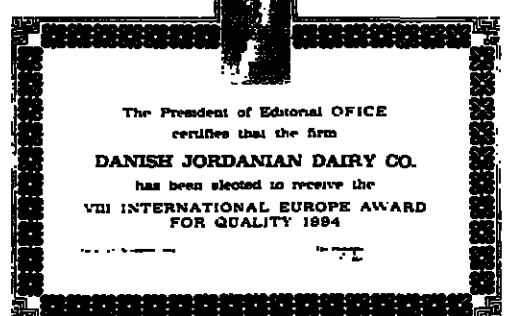 The President of Editorial OFICE
certifies that the firm
DANISH JORDANIAN DAIRY CO.
has been elected to receive the
VIII INTERNATIONAL EUROPE AWARD
FOR QUALITY 1994